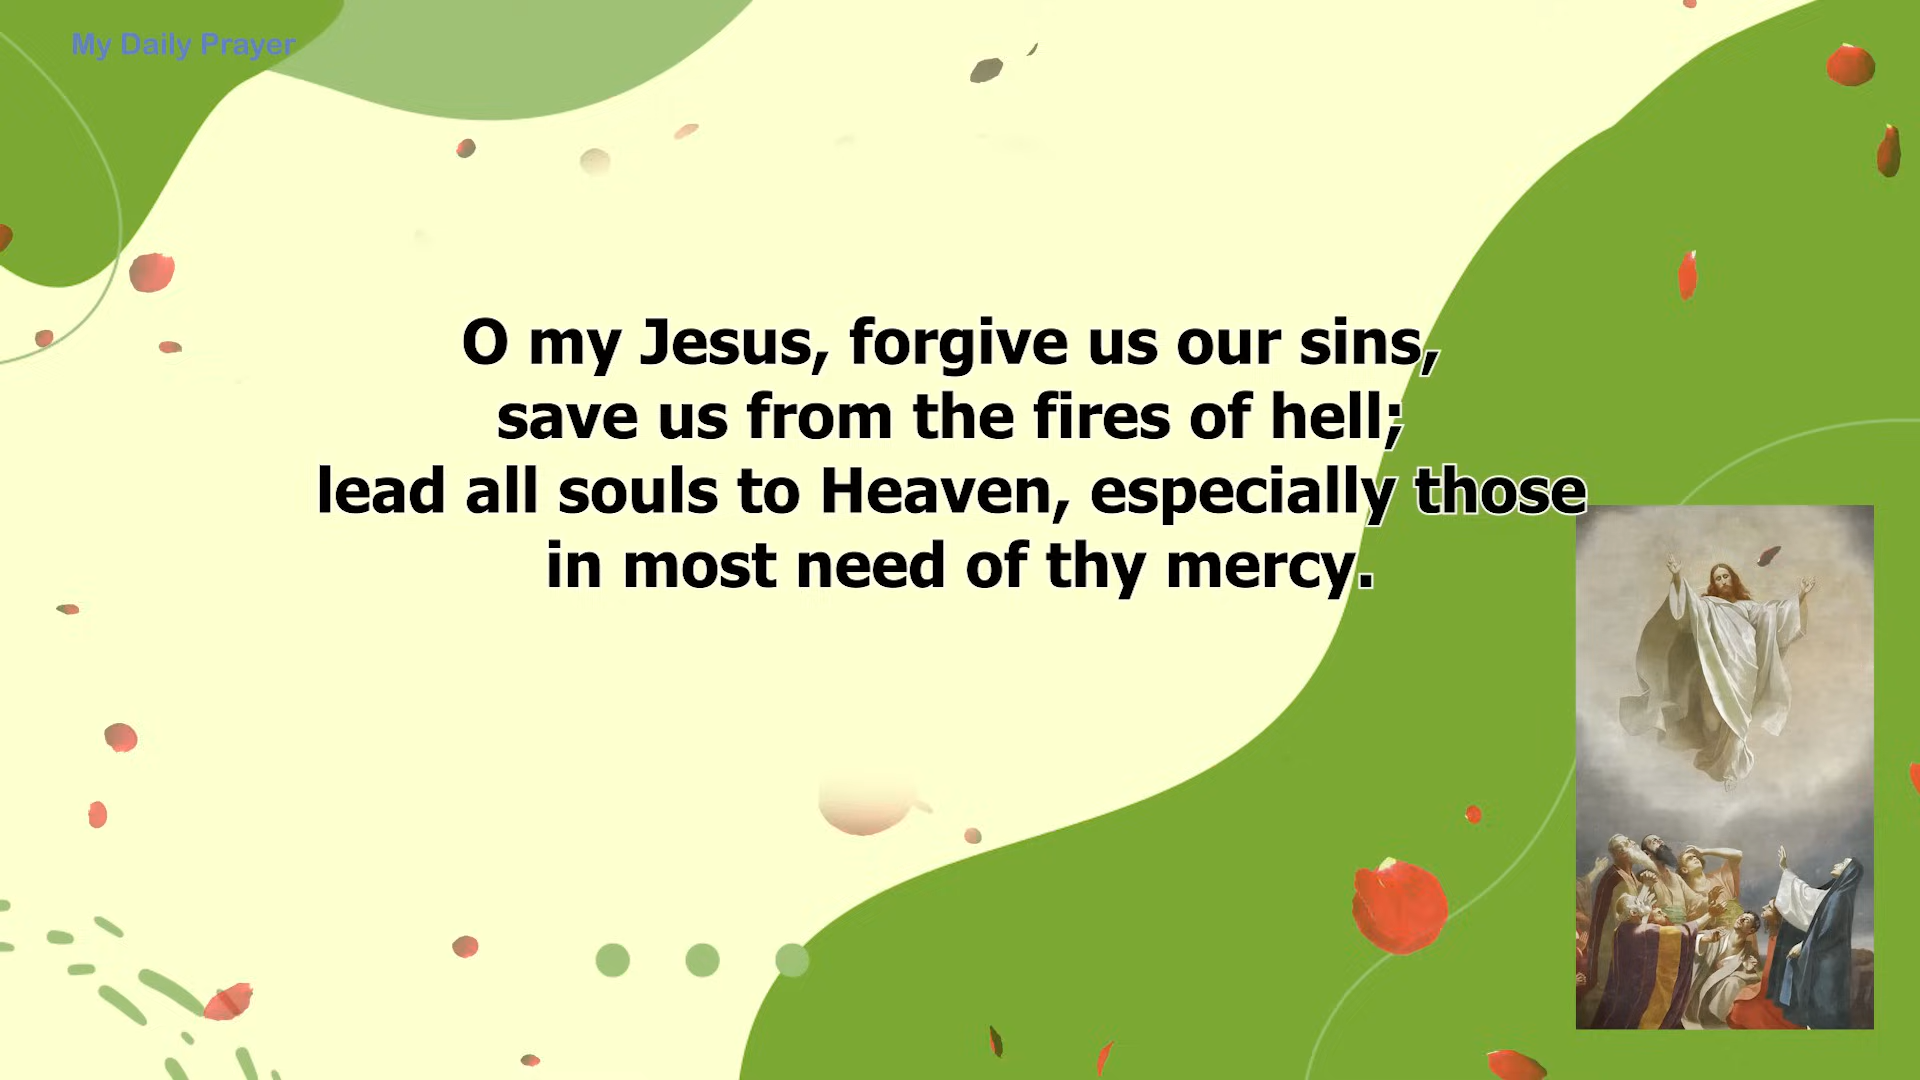 My Daily Prayer
O my Jesus, forgive us our sins,
save us from the fires of hell;
lead all souls to Heaven, especially those
in most need of thy mercy.